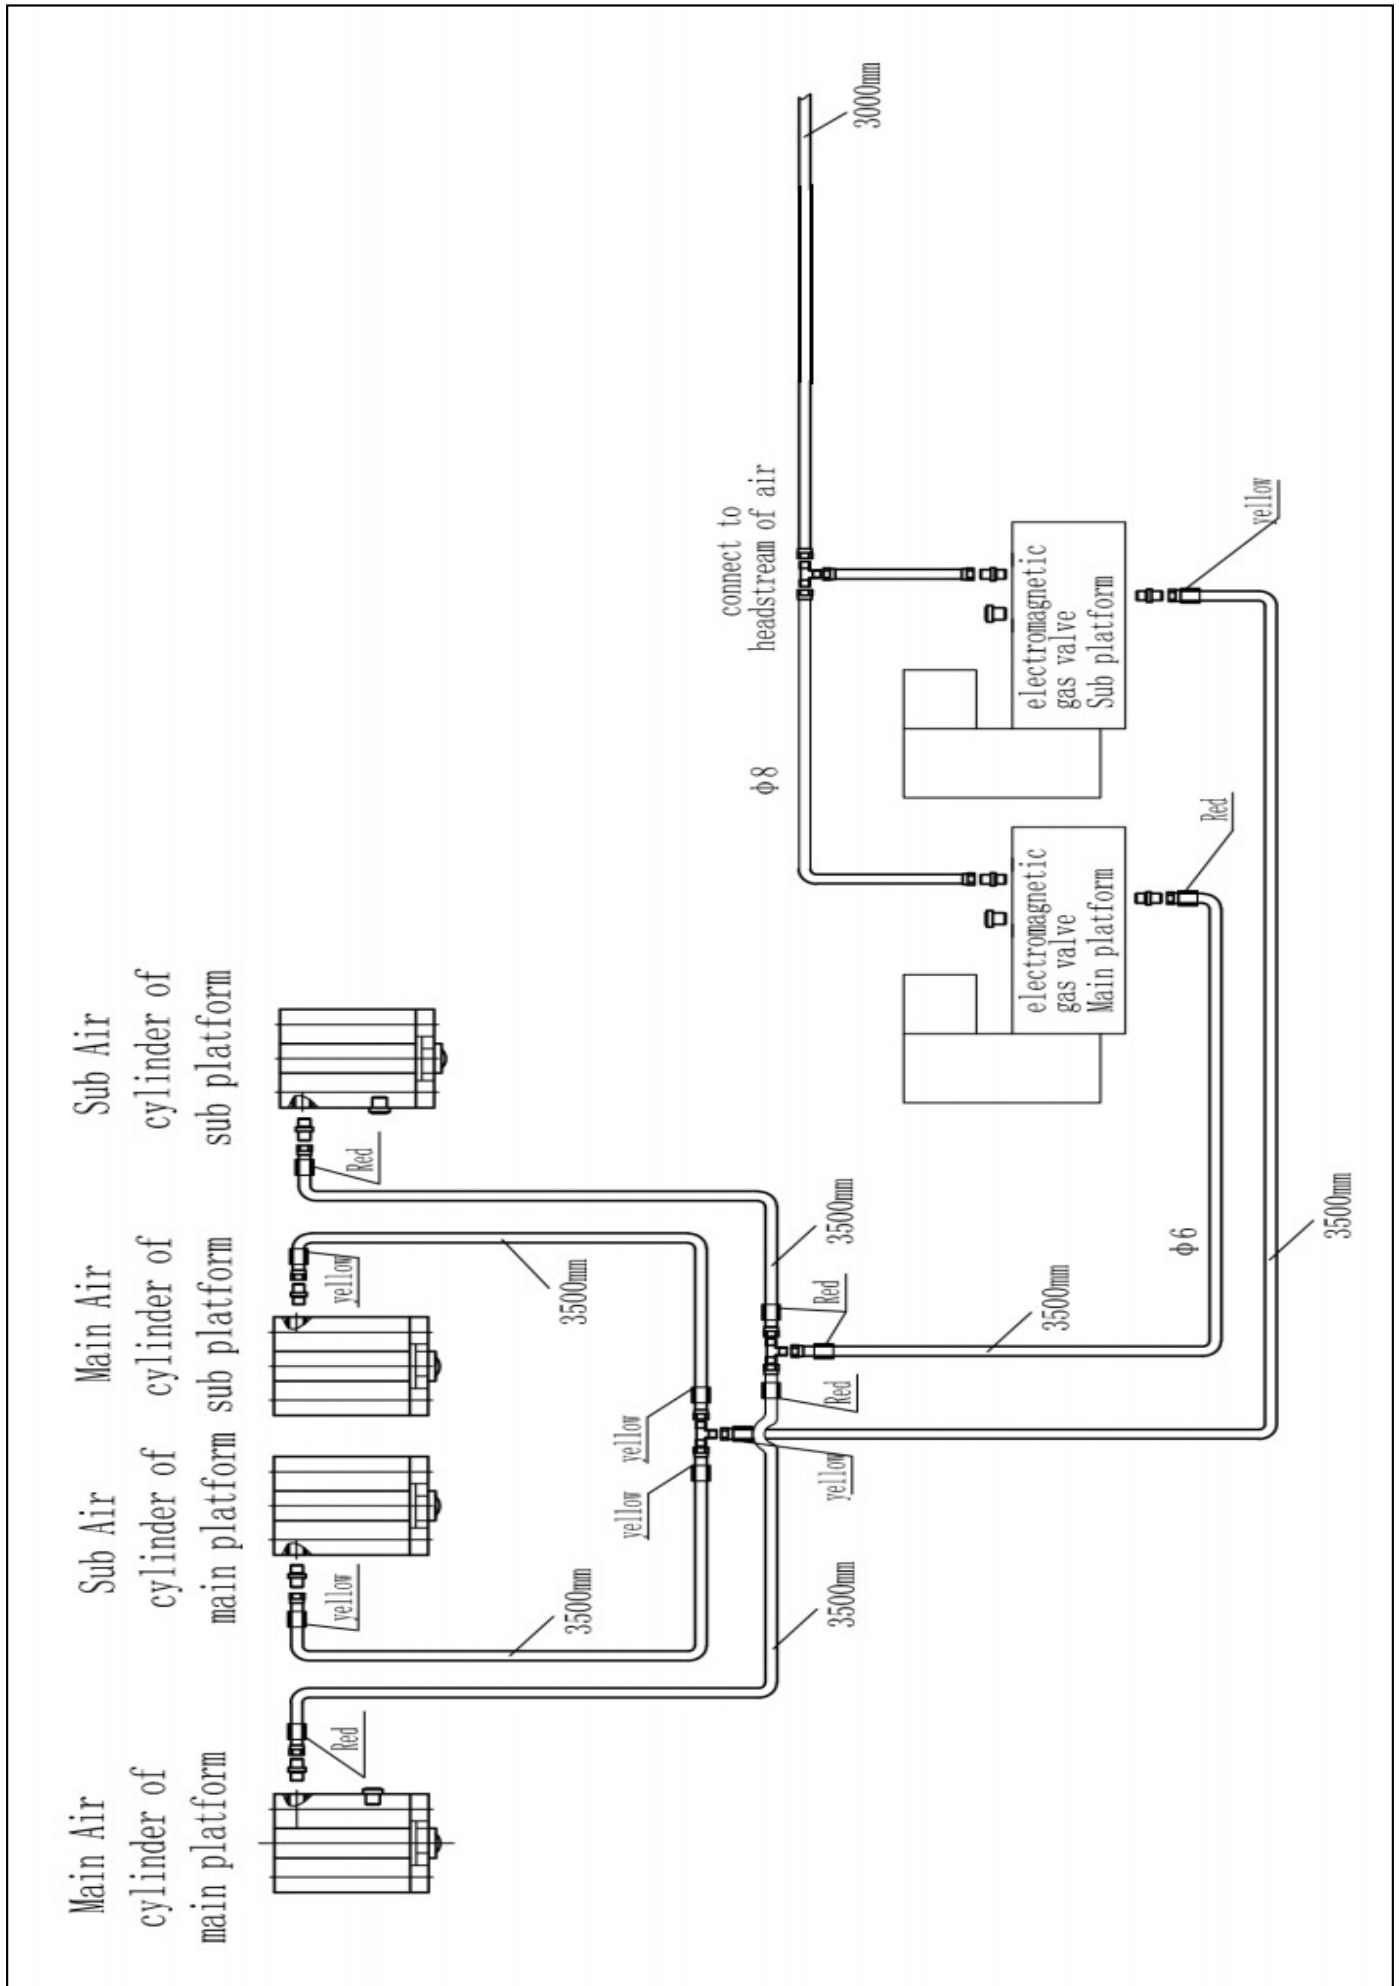 Main Air
cylinder of
main platform
Sub Air
cylinder of
main platform
Main Air
cylinder of
sub platform
Sub Air
cylinder of
sub platform
Red
yellow
yellow
Red
3500mm
3500mm
yellow
yellow
yellow
3500mm
3500mm
Red
Red
3500mm
Φ6
3500mm
electromagnetic
gas valve
Main platform
Red
Φ8
electromagnetic
gas valve
Sub platform
yellow
connect to
headstream of air
3000mm